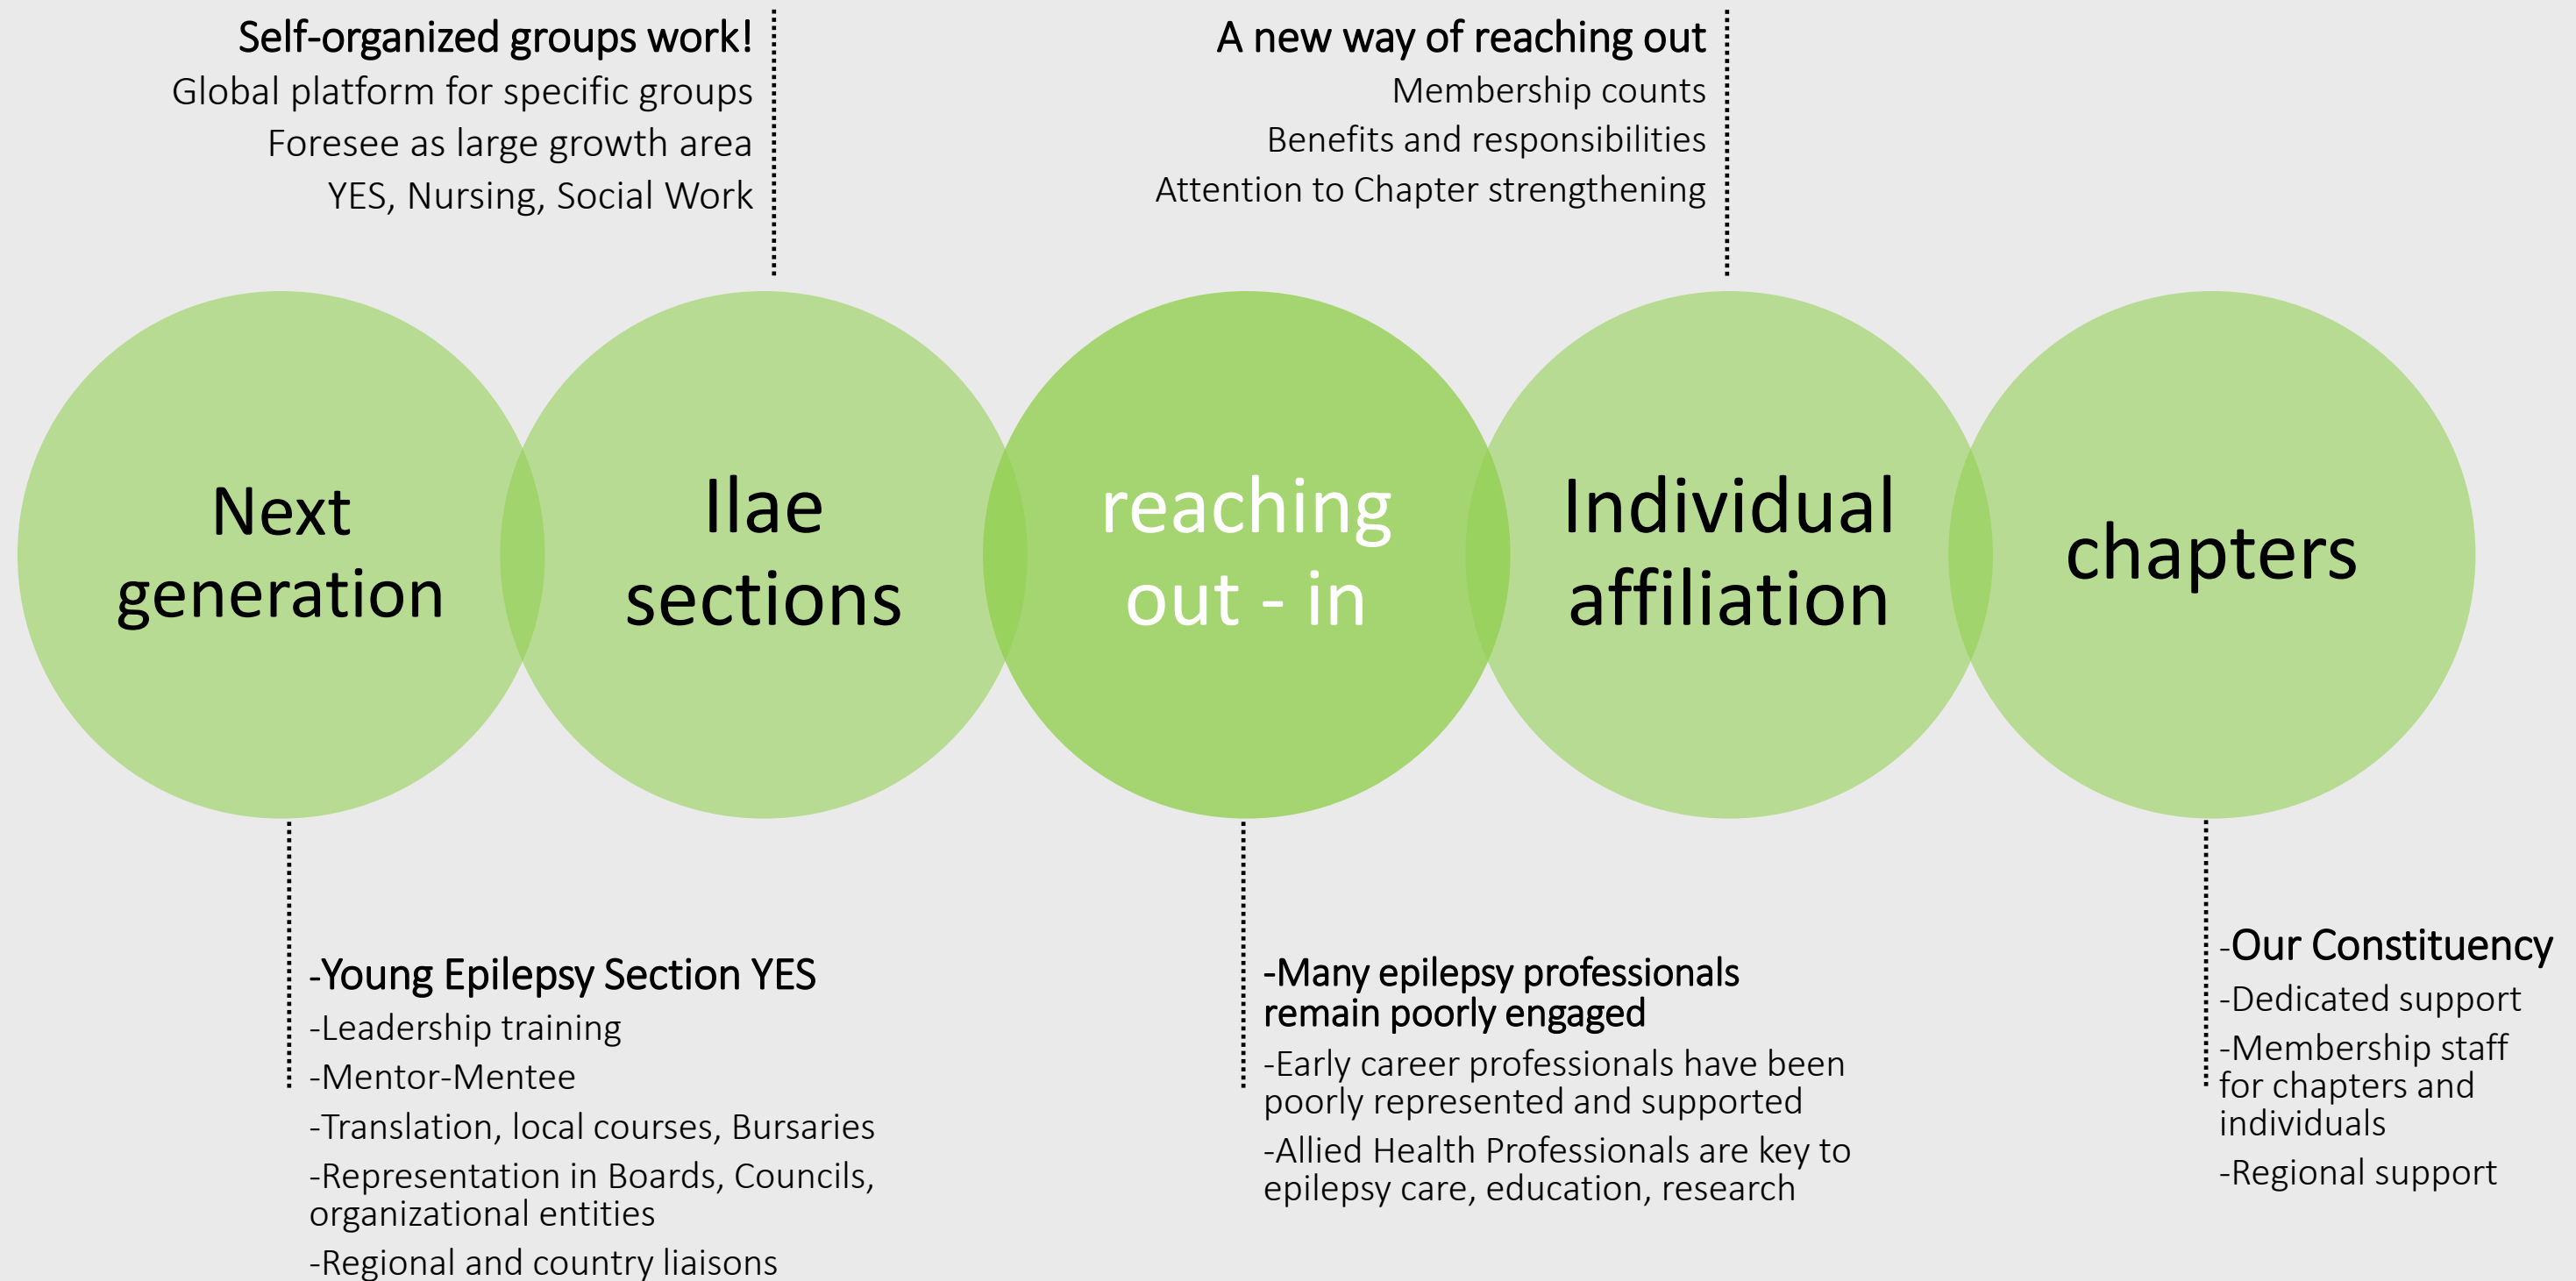 Self-organized groups work!
Global platform for specific groups
Foresee as large growth area
YES, Nursing, Social Work
A new way of reaching out
Membership counts
Benefits and responsibilities
Attention to Chapter strengthening
Next
generation
Ilae
sections
reaching
out - in
Individual
affiliation
chapters
-Young Epilepsy Section YES
-Leadership training
-Mentor-Mentee
-Translation, local courses, Bursaries
-Representation in Boards, Councils,
organizational entities
-Regional and country liaisons
-Many epilepsy professionals
remain poorly engaged
-Early career professionals have been
poorly represented and supported
-Allied Health Professionals are key to
epilepsy care, education, research
-Our Constituency
-Dedicated support
-Membership staff
for chapters and
individuals
-Regional support